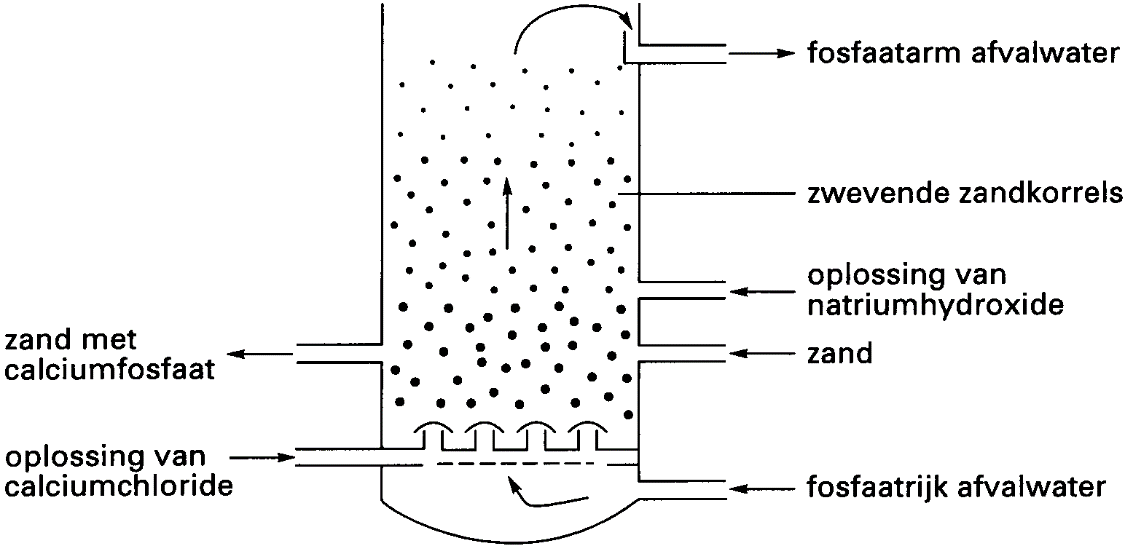 fosfaatarm afvalwater
zwevende zandkorrels
oplossing van
natriumhydroxide
zand met
calciumfosfaat
zand
oplossing van
calciumchloride
fosfaatrijk afvalwater